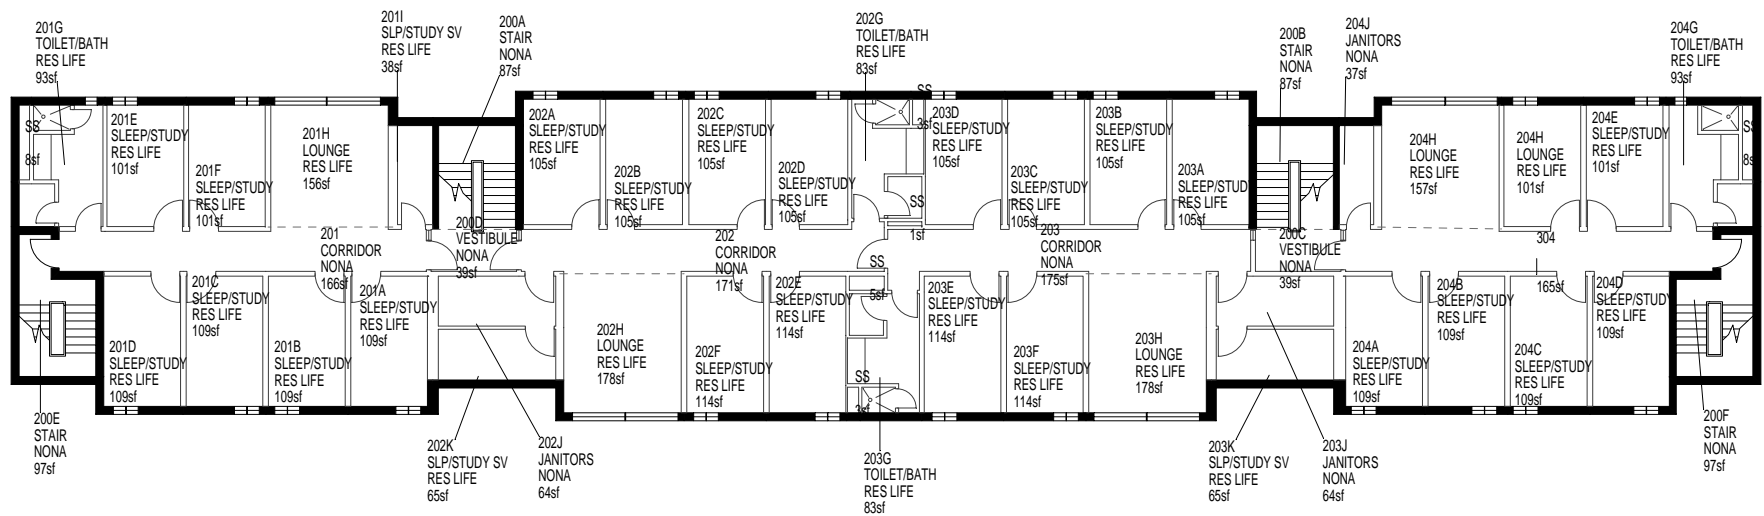 201G
TOILET/BATH
RES LIFE
93sf
201I
SLP/STUDY SV
RES LIFE
38sf
200A
STAIR
NONA
87sf
202G
TOILET/BATH
RES LIFE
83sf
200B
STAIR
NONA
87sf
204J
JANITORS
NONA
37sf
204G
TOILET/BATH
RES LIFE
93sf
SS
8sf
201E
SLEEP/STUDY
RES LIFE
101sf
201F
SLEEP/STUDY
RES LIFE
101sf
201H
LOUNGE
RES LIFE
156sf
202A
SLEEP/STUDY
RES LIFE
105sf
202B
SLEEP/STUDY
RES LIFE
105sf
202C
SLEEP/STUDY
RES LIFE
105sf
202D
SLEEP/STUDY
RES LIFE
105sf
SS
3sf
203D
SLEEP/STUDY
RES LIFE
105sf
203C
SLEEP/STUDY
RES LIFE
105sf
203B
SLEEP/STUDY
RES LIFE
105sf
203A
SLEEP/STUD
RES LIFE
105sf
204H
LOUNGE
RES LIFE
157sf
204H
LOUNGE
RES LIFE
101sf
204E
SLEEP/STUDY
RES LIFE
101sf
SS
8sf
SS
1sf
201
CORRIDOR
NONA
166sf
200D
VESTIBULE
NONA
39sf
202
CORRIDOR
NONA
171sf
SS
5sf
203
CORRIDOR
NONA
175sf
200C
VESTIBULE
NONA
39sf
304
165sf
201D
SLEEP/STUDY
RES LIFE
109sf
201C
SLEEP/STUDY
RES LIFE
109sf
201B
SLEEP/STUDY
RES LIFE
109sf
201A
SLEEP/STUDY
RES LIFE
109sf
202H
LOUNGE
RES LIFE
178sf
202F
SLEEP/STUDY
RES LIFE
114sf
202E
SLEEP/STUDY
RES LIFE
114sf
SS
3sf
203E
SLEEP/STUDY
RES LIFE
114sf
203F
SLEEP/STUDY
RES LIFE
114sf
203H
LOUNGE
RES LIFE
178sf
204A
SLEEP/STUDY
RES LIFE
109sf
204B
SLEEP/STUDY
RES LIFE
109sf
204C
SLEEP/STUDY
RES LIFE
109sf
204D
SLEEP/STUDY
RES LIFE
109sf
200E
STAIR
NONA
97sf
202K
SLP/STUDY SV
RES LIFE
65sf
202J
JANITORS
NONA
64sf
203G
TOILET/BATH
RES LIFE
83sf
203K
SLP/STUDY SV
RES LIFE
65sf
203J
JANITORS
NONA
64sf
200F
STAIR
NONA
97sf